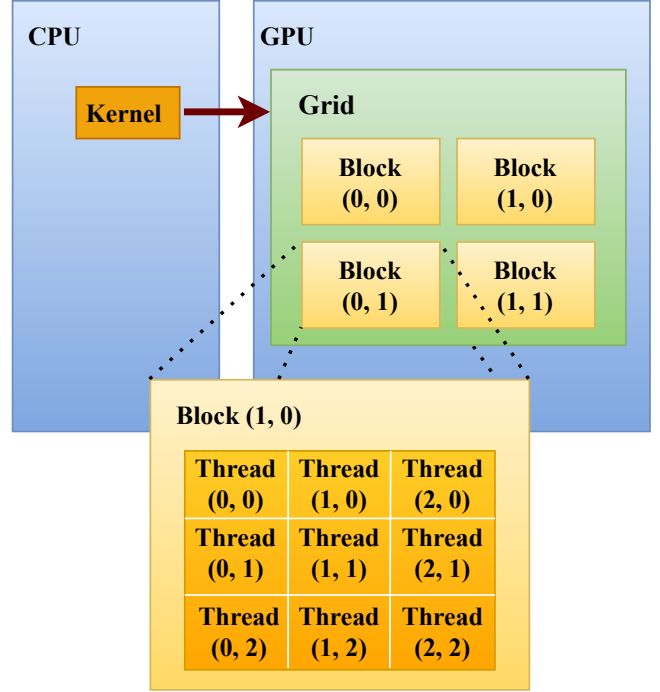 CPU
GPU
Kernel
Grid
Block
(0, 0)
Block
(1, 0)
Block
(0, 1)
Block
(1, 1)
Block (1, 0)
Thread
(0, 0)
Thread
(1, 0)
Thread
(2, 0)
Thread
(0, 1)
Thread
(1, 1)
Thread
(2, 1)
Thread
(0, 2)
Thread
(1, 2)
Thread
(2, 2)